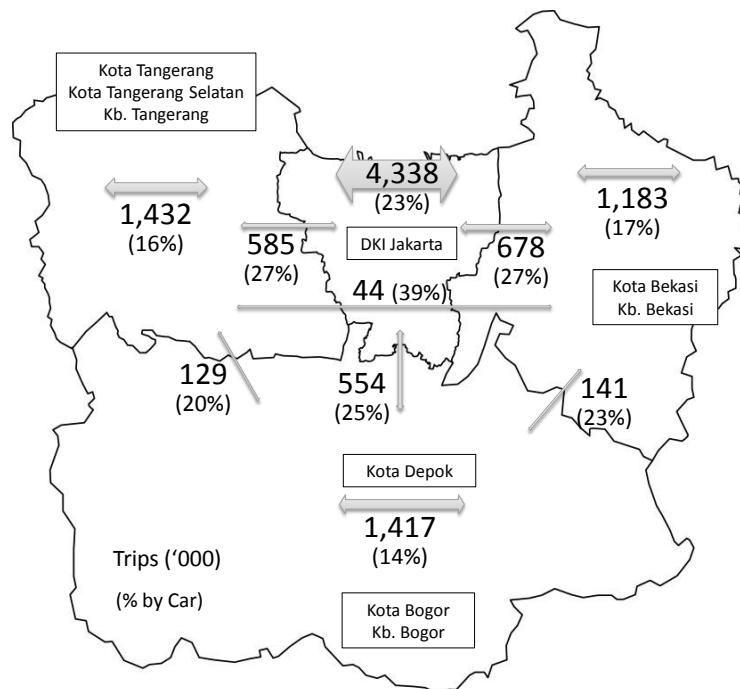 Kota Tangerang
Kota Tangerang Selatan
Kb. Tangerang
4,338
(23%)
1,432
(16%)
1,183
(17%)
585
(27%)
DKI Jakarta
678
(27%)
44 (39%)
Kota Bekasi
Kb. Bekasi
129
(20%)
554
(25%)
141
(23%)
Kota Depok
1,417
(14%)
Trips (‘000)
(% by Car)
Kota Bogor
Kb. Bogor